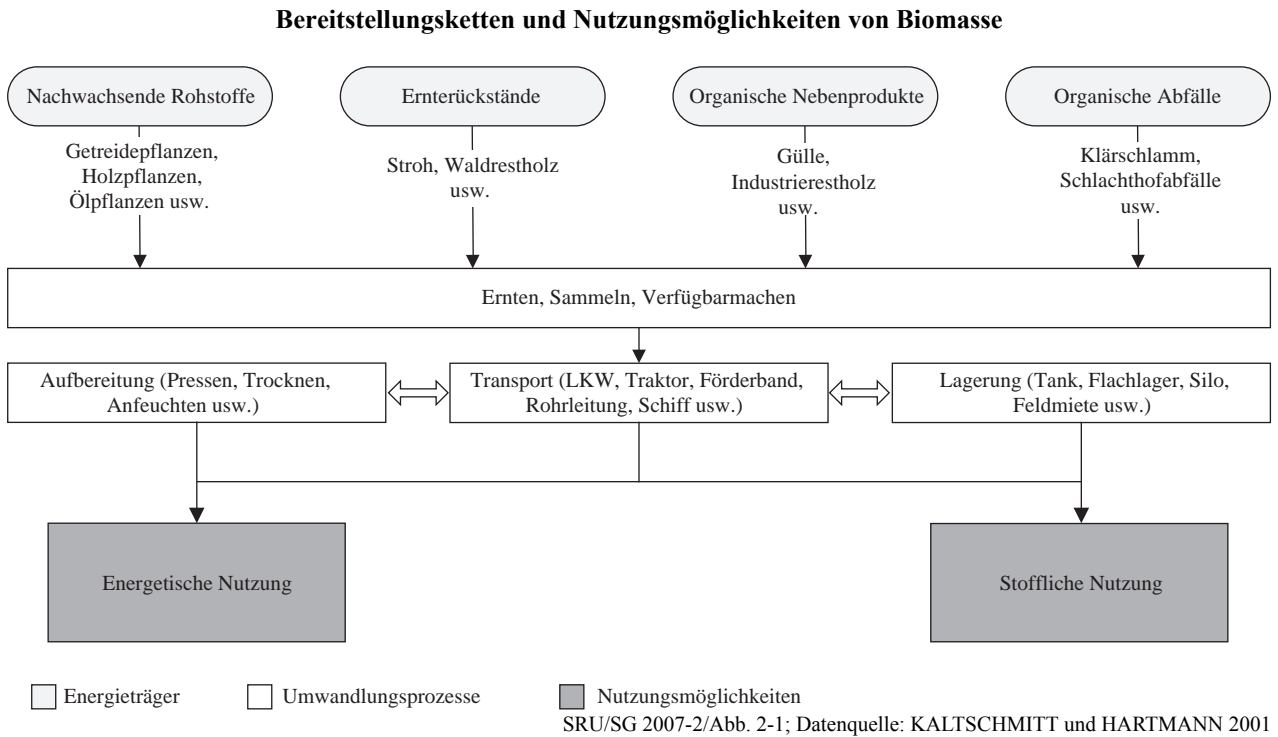 Bereitstellungsketten und Nutzungsmöglichkeiten von Biomasse
Nachwachsende Rohstoffe
Ernterückstände
Organische Nebenprodukte
Organische Abfälle
Getreidepflanzen,
Holzpflanzen,
Ölpflanzen usw.
Stroh, Waldrestholz
usw.
Gülle,
Industrierestholz
usw.
Klärschlamm,
Schlachthofabfälle
usw.
Ernten, Sammeln, Verfügbarmachen
Aufbereitung (Pressen, Trocknen,
Anfeuchten usw.)
Transport (LKW, Traktor, Förderband,
Rohrleitung, Schiff usw.)
Lagerung (Tank, Flachlager, Silo,
Feldmiete usw.)
Energetische Nutzung
Stoffliche Nutzung
Energieträger
Umwandlungsprozesse
Nutzungsmöglichkeiten
SRU/SG 2007-2/Abb. 2-1; Datenquelle: KALTSCHMITT und HARTMANN 2001